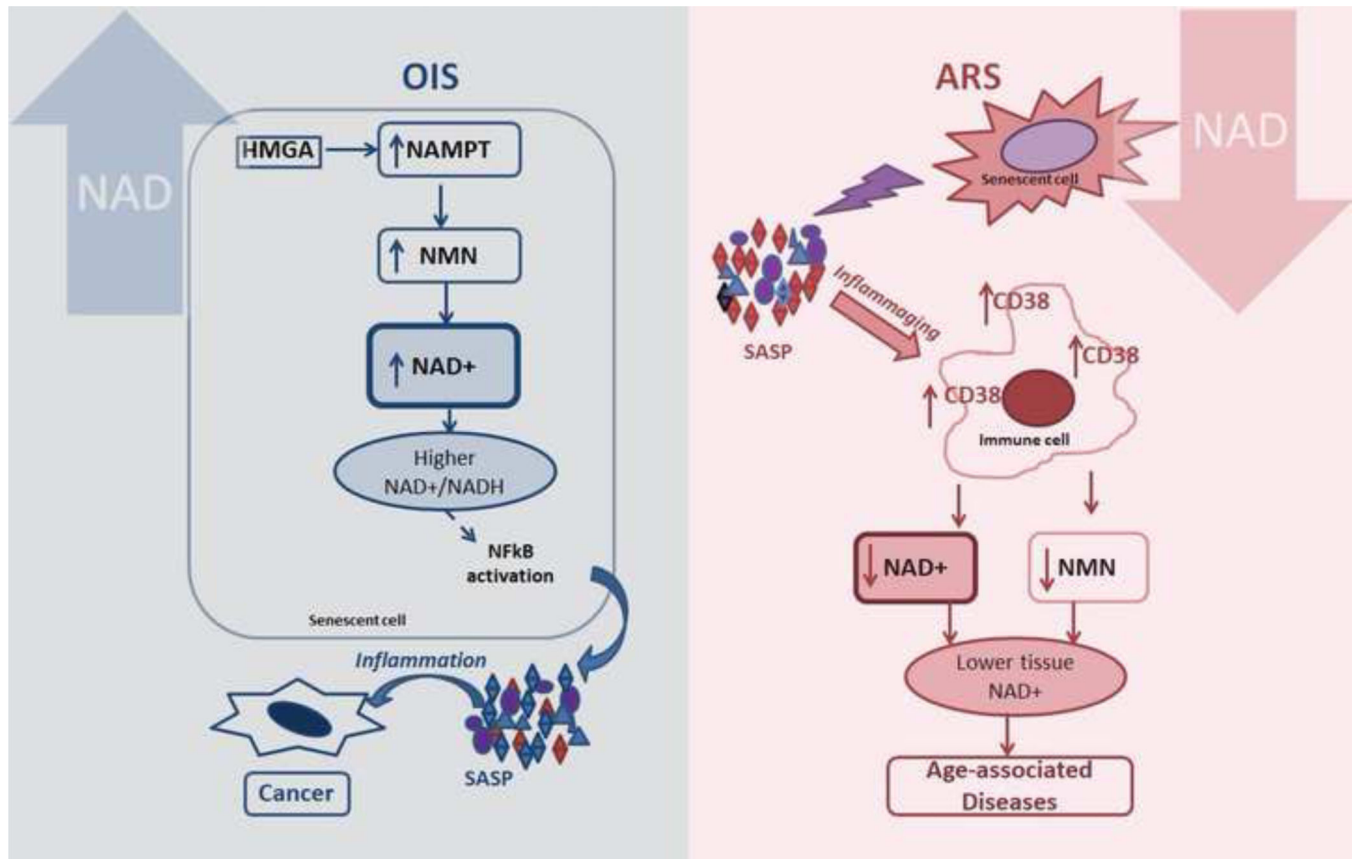 OIS
NAD
HMGA
NAMPT
NMN
NAD+
Higher
NAD+/NADH
NFkB
activation
Senescent cell
Inflammation
SASP
Cancer
ARS
NAD
Senescent cell
SASP
Inflammaging
CD38
CD38
CD38
Immune cell
NAD+
NMN
Lower tissue
NAD+
Age-associated
Diseases